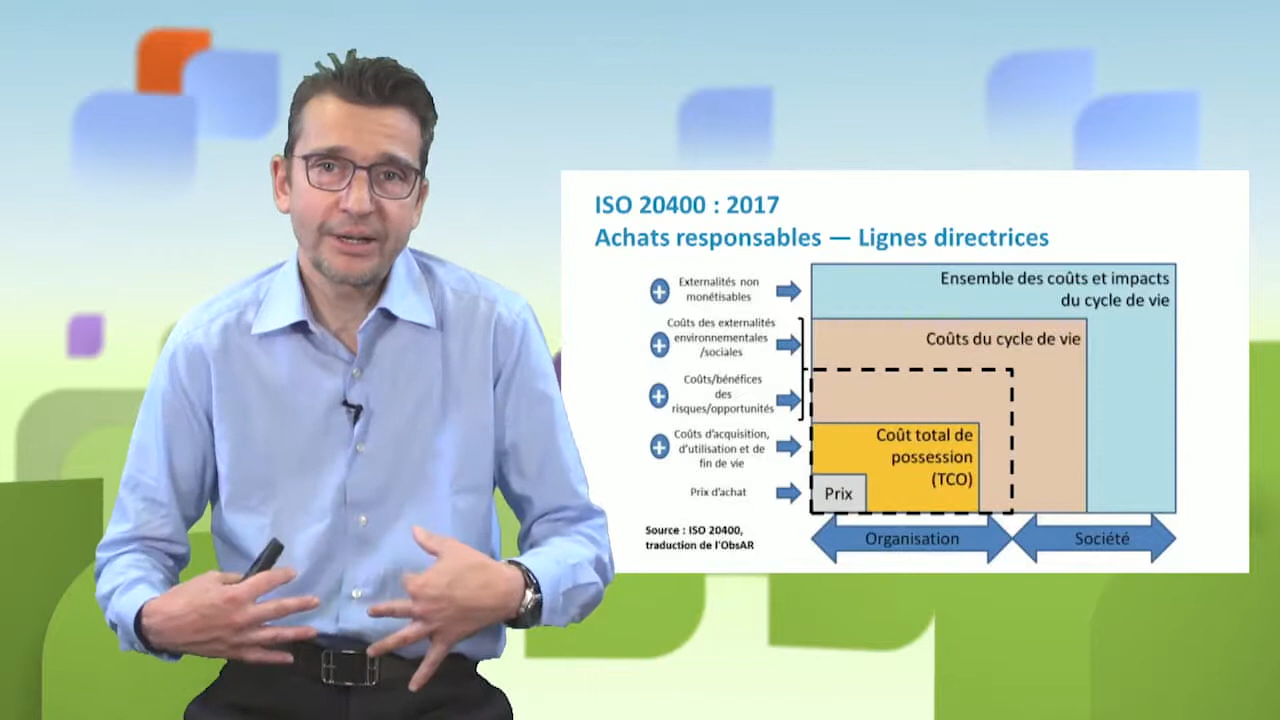 ISO 20400 : 2017
Achats responsables — Lignes directrices
Externalités non
monétisables
Coûts des externalités
environnementales
/sociales
Coûts/bénéfices
des
risques/opportunités
Coûts d'acquisition,
d'utilisation et de
fin de vie
Prix d'achat
Ensemble des coûts et impacts
du cycle de vie
Coûts du cycle de vie
Coût total de
possession
(TCO)
Prix
Organisation
Société
Source : ISO 20400,
traduction de l'ObsAR